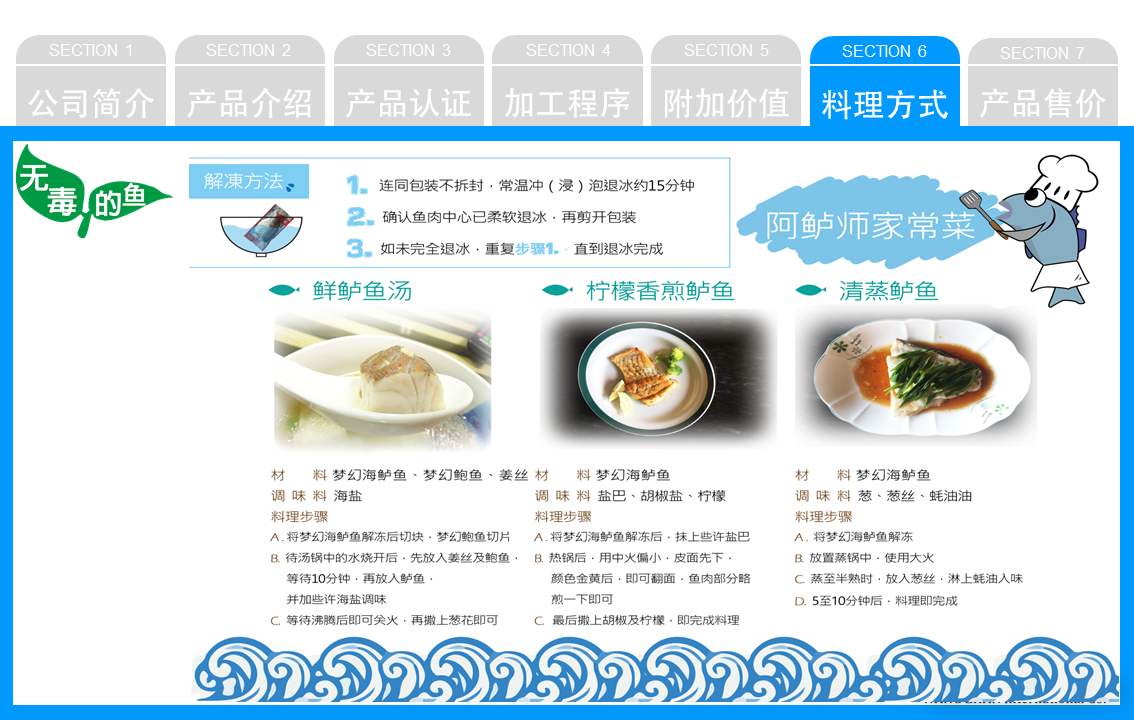 SECTION 1
SECTION 2
SECTION 3
SECTION 4
SECTION 5
SECTION 6
SECTION 7
公司简介
产品介绍
产品认证
加工程序
附加价值
料理方式
产品售价
无毒的鱼
解凍方法
1. 连同包装不拆封，常温冲（浸）泡退冰约15分钟
2. 确认鱼肉中心已柔软退冰，再剪开包装
3. 如未完全退冰，重复步骤1.，直到退冰完成
阿鲈师家常菜
鲜鲈鱼汤
材 料 梦幻海鲈鱼、梦幻鲍鱼、姜丝
调 味 料 海盐
料理步骤
A. 将梦幻海鲈鱼解冻后切块，梦幻鲍鱼切片
B. 待汤锅中的水烧开后，先放入姜丝及鲍鱼，
等待10分钟，再放入鲈鱼，
并加些许海盐调味
C. 等待沸腾后即可关火，再撒上葱花即可
柠檬香煎鲈鱼
材 料 梦幻海鲈鱼
调 味 料 盐巴、胡椒盐、柠檬
料理步骤
A. 将梦幻海鲈鱼解冻后，抹上些许盐巴
B. 热锅后，用中火偏小，皮面先下，
颜色金黄后，即可翻面，鱼肉部分略
煎一下即可
C. 最后撒上胡椒及柠檬，即完成料理
清蒸鲈鱼
材 料 梦幻海鲈鱼
调 味 料 葱、葱丝、蚝油油
料理步骤
A. 将梦幻海鲈鱼解冻
B. 放置蒸锅中，使用大火
C. 蒸至半熟时，放入葱丝，淋上蚝油入味
D. 5至10分钟后，料理即完成